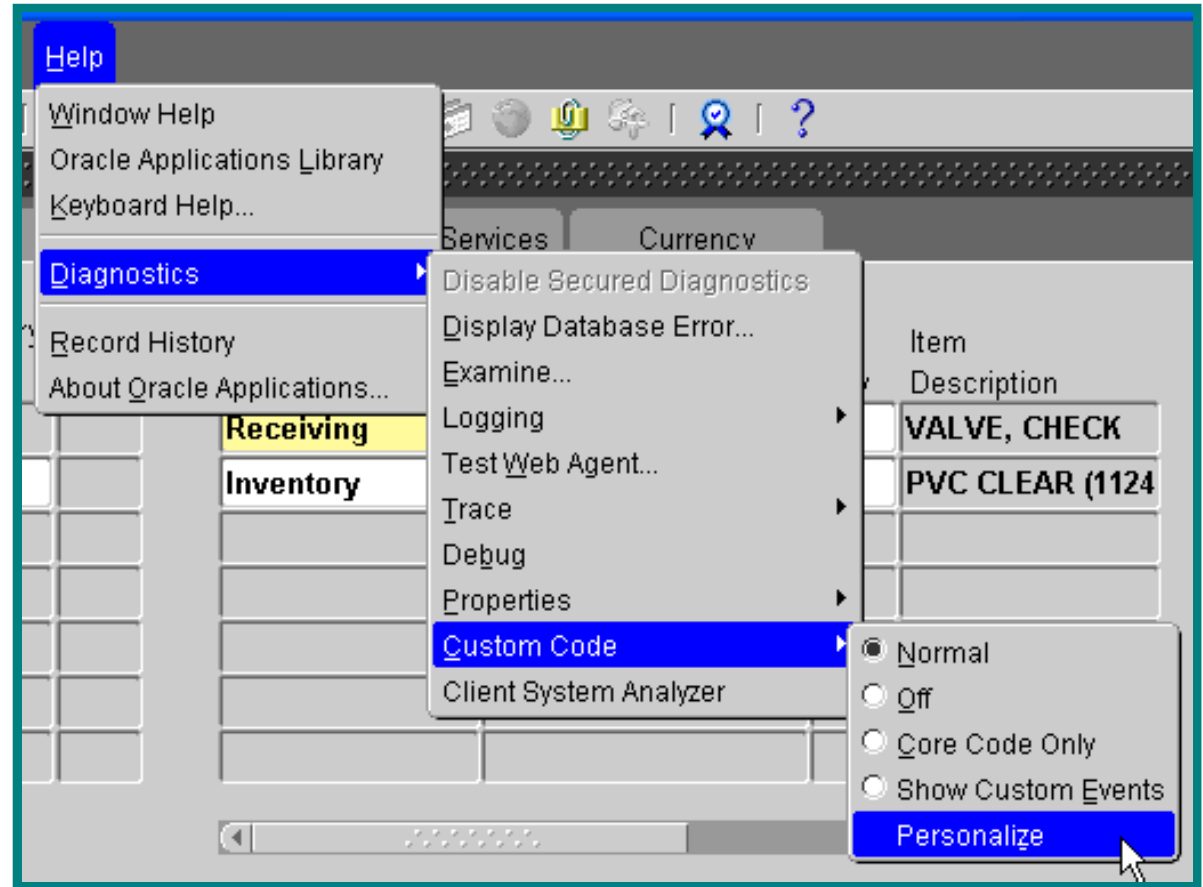 Help
Window Help
Oracle Applications Library
Keyboard Help...
Diagnostics
Record History
About Oracle Applications...
Services
Currency
Disable Secured Diagnostics
Display Database Error...
Examine...
Logging
Test Web Agent...
Trace
Debug
Properties
Custom Code
Client System Analyzer
Normal
Off
Core Code Only
Show Custom Events
Personalize
Item
Description
Receiving
VALVE, CHECK
Inventory
PVC CLEAR (1124